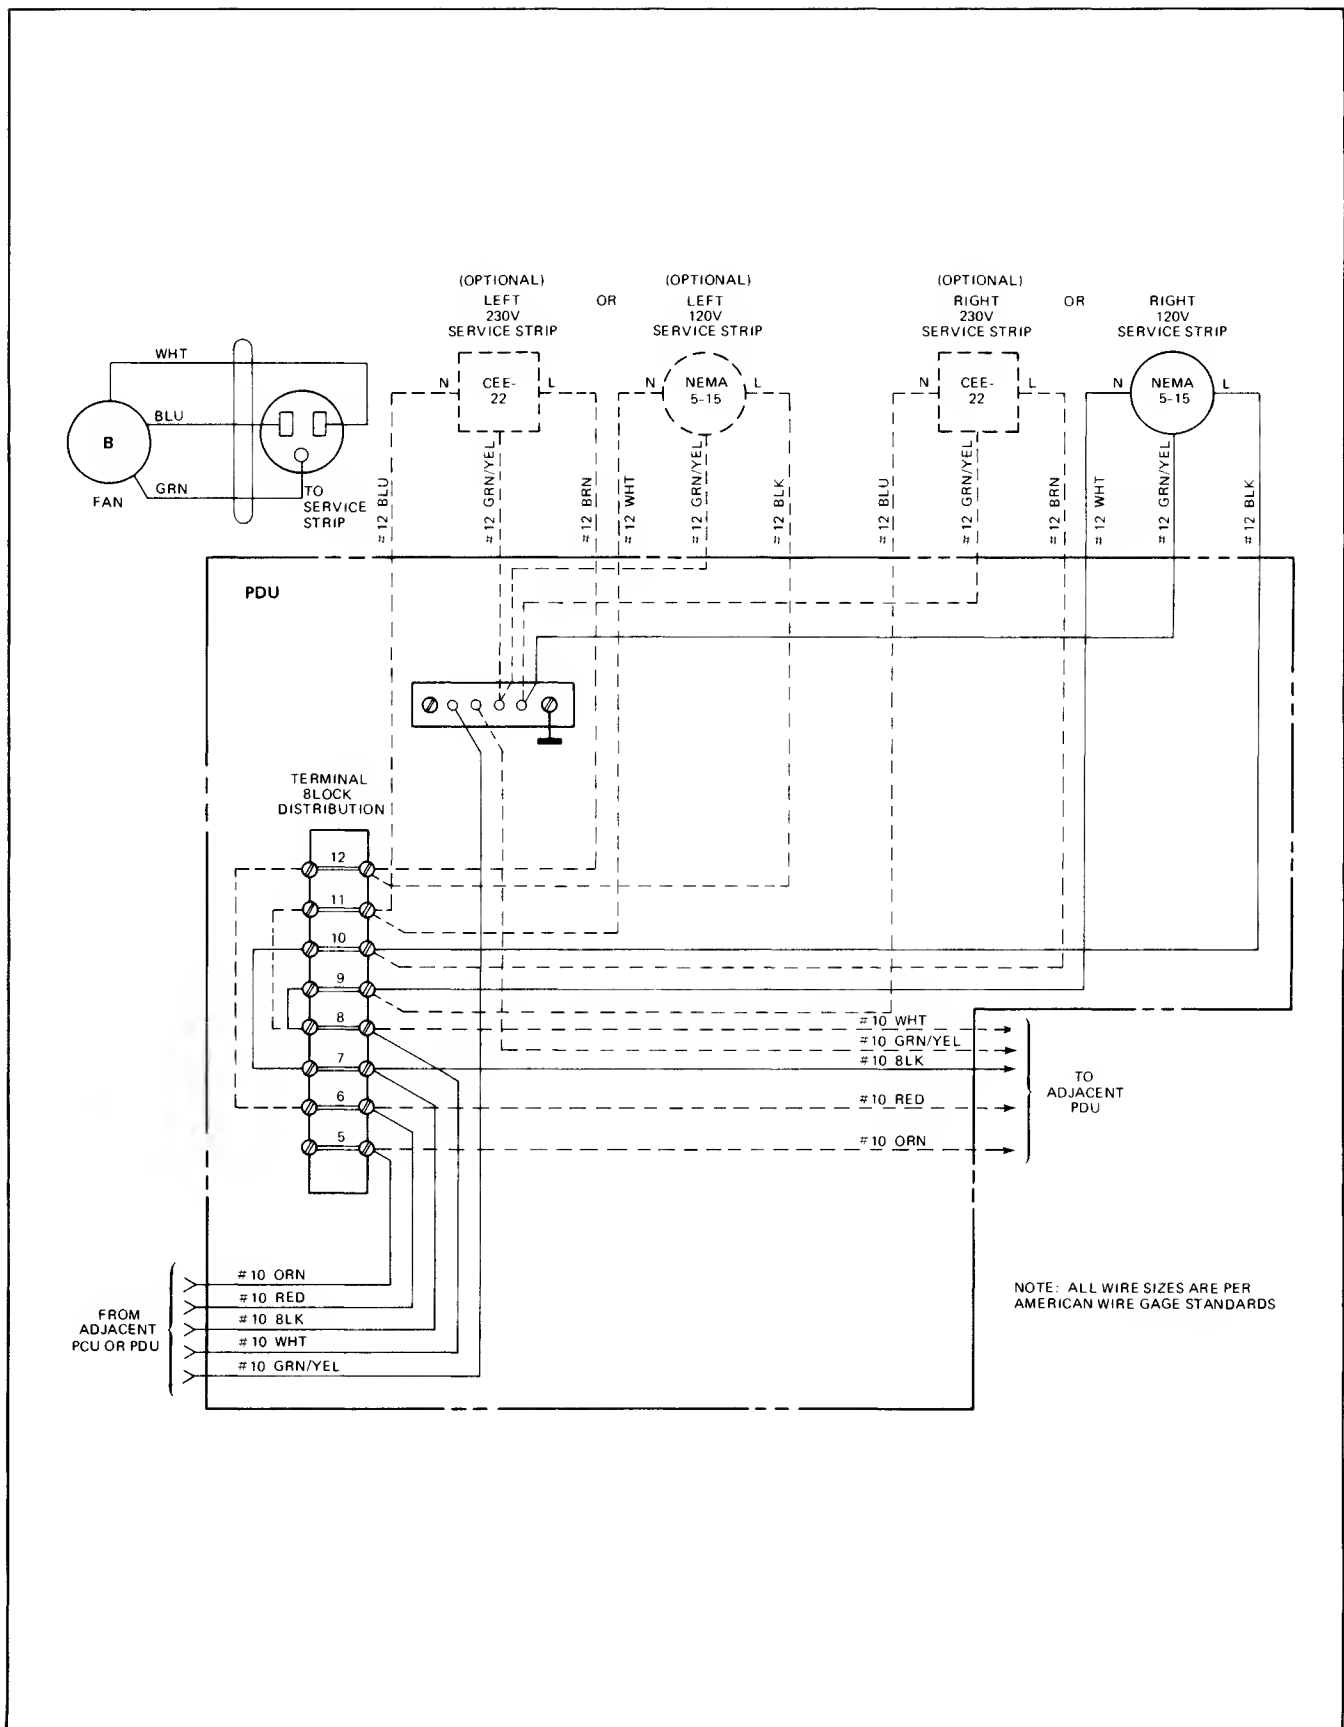 (OPTIONAL)
LEFT
230V
SERVICE STRIP
OR
(OPTIONAL)
LEFT
120V
SERVICE STRIP
(OPTIONAL)
RIGHT
230V
SERVICE STRIP
OR
RIGHT
120V
SERVICE STRIP
WHT
BLU
B
GRN
FAN
TO
SERVICE
STRIP
N
CEE-
22
L
N
NEMA
5-15
L
N
CEE-
22
L
N
NEMA
5-15
L
#12 BLU
#12 GRN/YEL
#12 BRN
#12 WHT
#12 GRN/YEL
#12 BLK
#12 BLU
#12 GRN/YEL
#12 BRN
#12 WHT
#12 GRN/YEL
#12 BLK
PDU
TERMINAL
BLOCK
DISTRIBUTION
12
11
10
9
8
7
6
5
#10 WHT
#10 GRN/YEL
#10 BLK
#10 RED
#10 ORN
TO
ADJACENT
PDU
FROM
ADJACENT
PCU OR PDU
#10 ORN
#10 RED
#10 BLK
#10 WHT
#10 GRN/YEL
NOTE: ALL WIRE SIZES ARE PER
AMERICAN WIRE GAGE STANDARDS